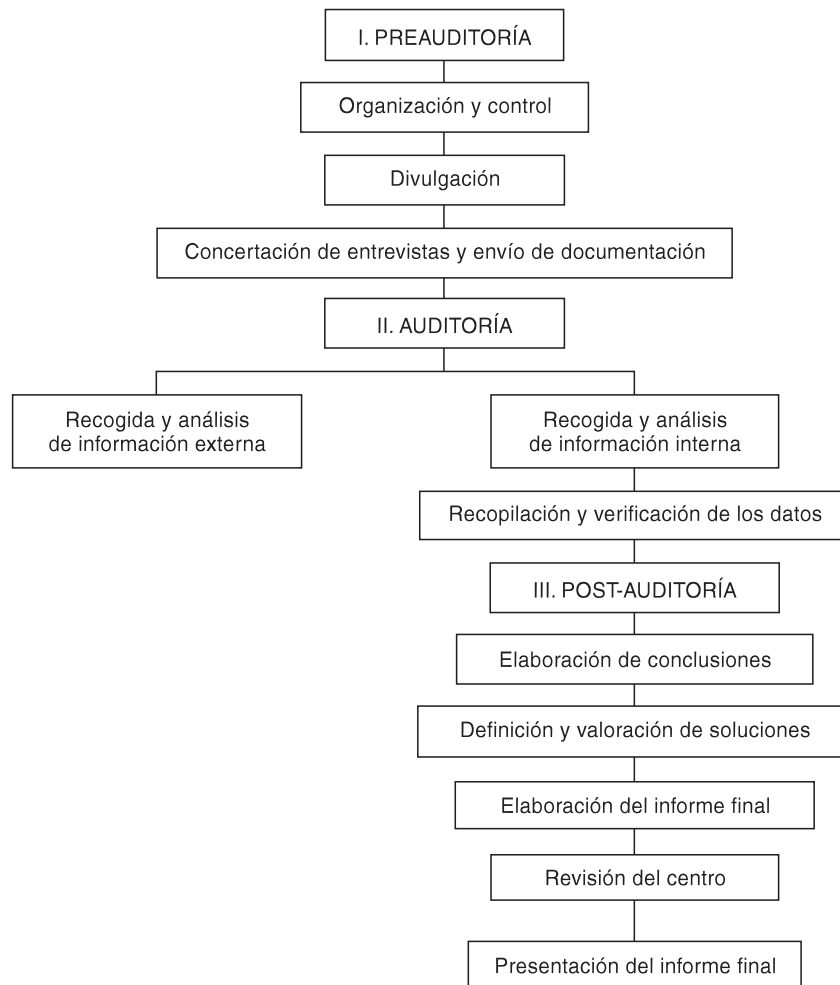 I. PREAUDITORÍA
Organización y control
Divulgación
Concertación de entrevistas y envío de documentación
II. AUDITORÍA
Recogida y análisis
de información externa
Recogida y análisis
de información interna
Recopilación y verificación de los datos
III. POST-AUDITORÍA
Elaboración de conclusiones
Definición y valoración de soluciones
Elaboración del informe final
Revisión del centro
Presentación del informe final